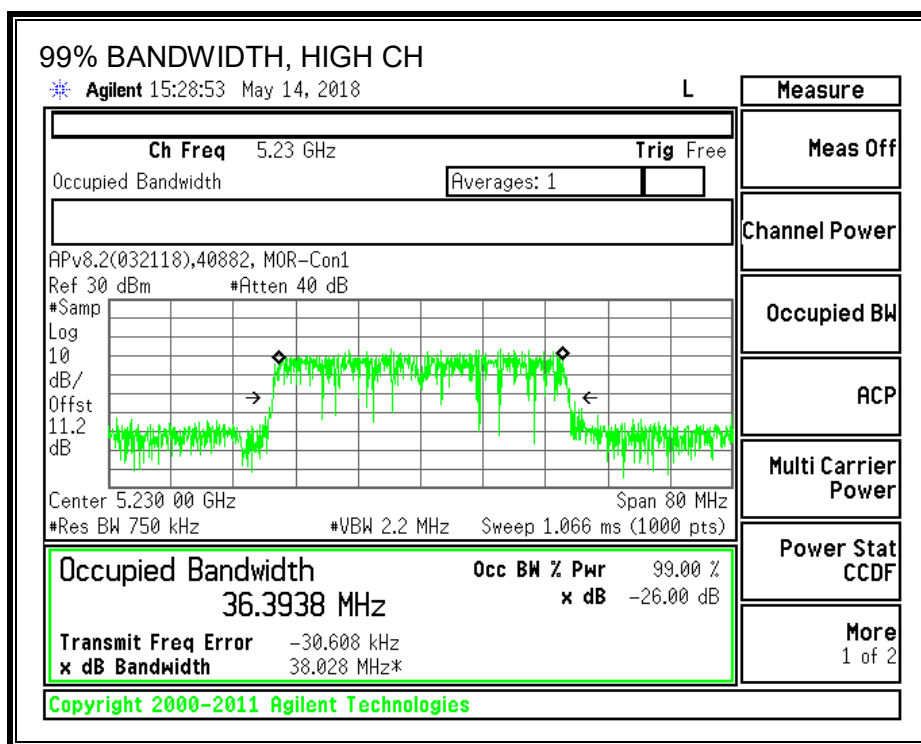 99% BANDWIDTH, HIGH CH
Agilent 15:28:53 May 14, 2018 L
Measure
Ch Freq 5.23 GHz Trig Free
Meas Off
Occupied Bandwidth Averages: 1
Channel Power
APv8.2(032118),40882, MOR-Con1
Ref 30 dBm #Atten 40 dB
#Samp
Log
10
dB/
Offst
11.2
dB
Occupied BW
ACP
Multi Carrier
Power
Center 5.230 00 GHz Span 80 MHz
#Res BW 750 kHz #VBW 2.2 MHz Sweep 1.066 ms (1000 pts)
Power Stat
CCDF
Occupied Bandwidth Occ BW % Pwr 99.00 %
36.3938 MHz x dB -26.00 dB
Transmit Freq Error -30.608 kHz
x dB Bandwidth 38.028 MHz*
More
1 of 2
Copyright 2000-2011 Agilent Technologies